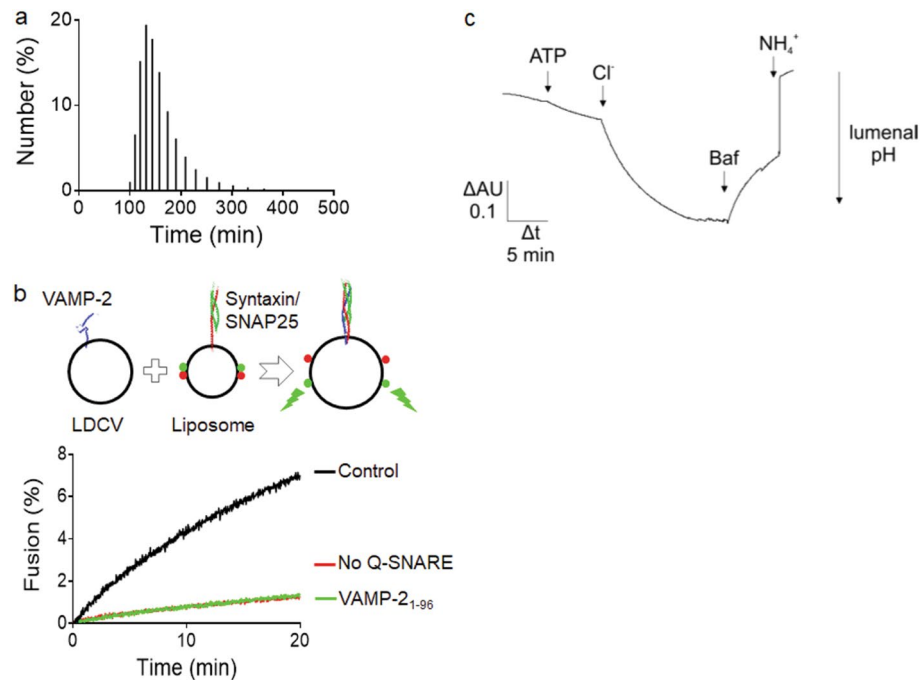 a
20
10
0
Number (%)
0 100 200 300 400 500
Time (min)
b
VAMP-2
Syntaxin/
SNAP25
LDCV
Liposome
8
6
4
2
0
Fusion (%)
Control
No Q-SNARE
VAMP-2₁₋₉₆
0 10 20
Time (min)
c
ATP
Cl⁻
Baf
NH₄⁺
lumenal
pH
ΔAU
0.1
Δt
5 min